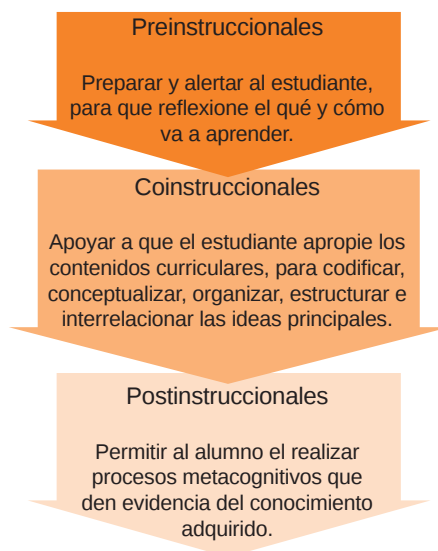 Preinstruccionales
Preparar y alertar al estudiante,
para que reflexione el qué y cómo
va a aprender.
Coinstruccionales
Apoyar a que el estudiante apropie los
contenidos curriculares, para codificar,
conceptualizar, organizar, estructurar e
interrelacionar las ideas principales.
Postinstruccionales
Permitir al alumno el realizar
procesos metacognitivos que
den evidencia del conocimiento
adquirido.